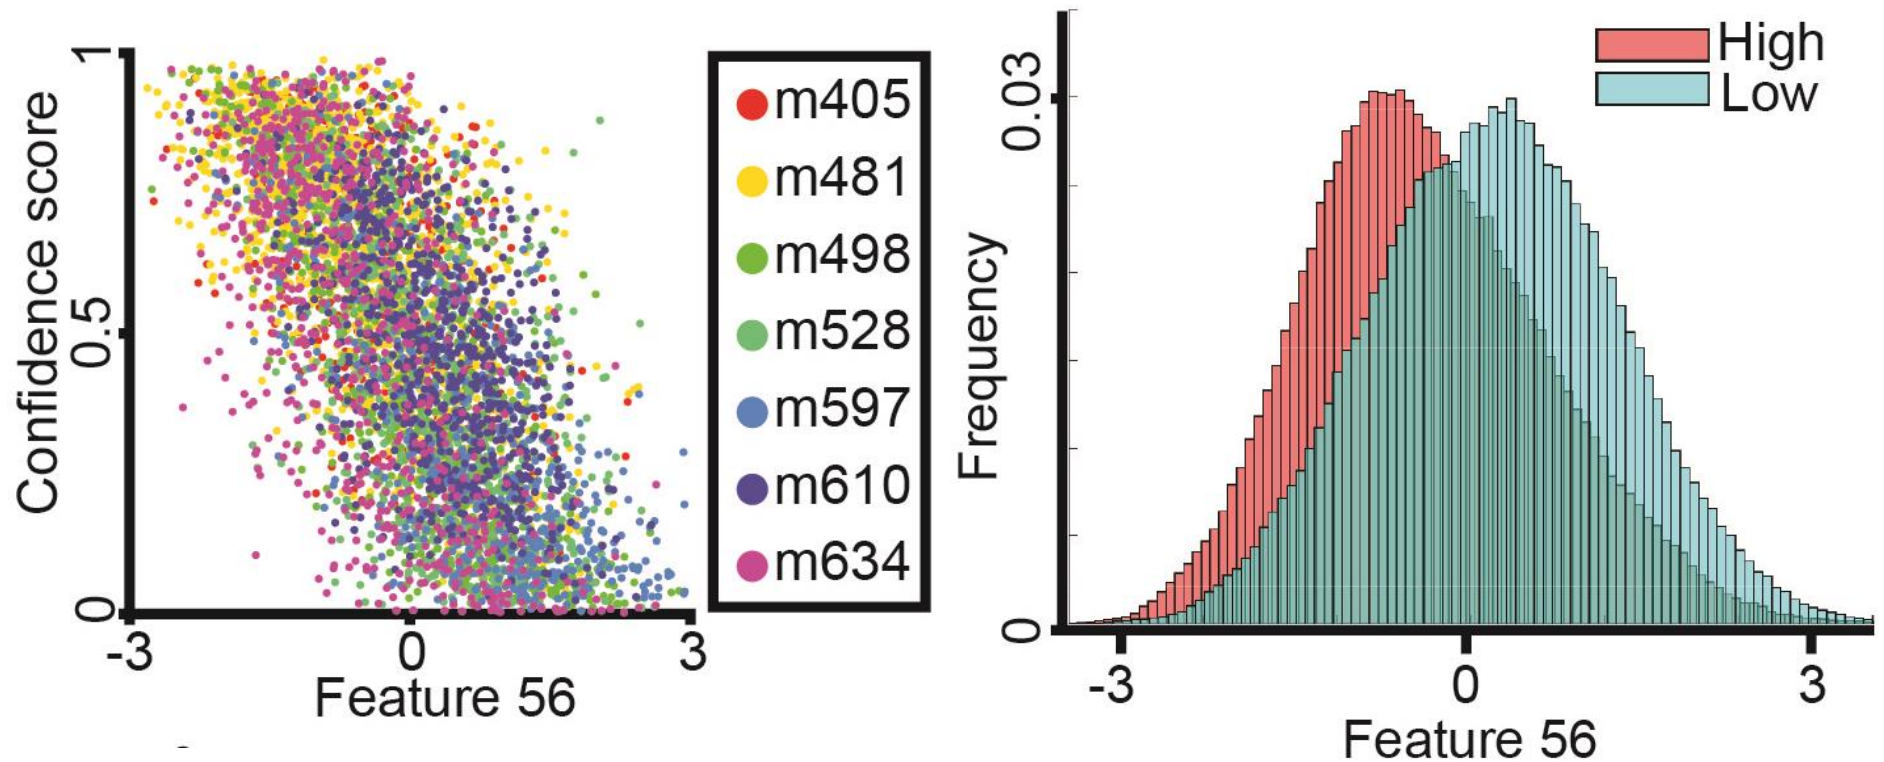 Confidence score
1
0.5
0
-3 0 3
Feature 56
m405
m481
m498
m528
m597
m610
m634
Frequency
0.03
0
-3 0 3
Feature 56
High
Low